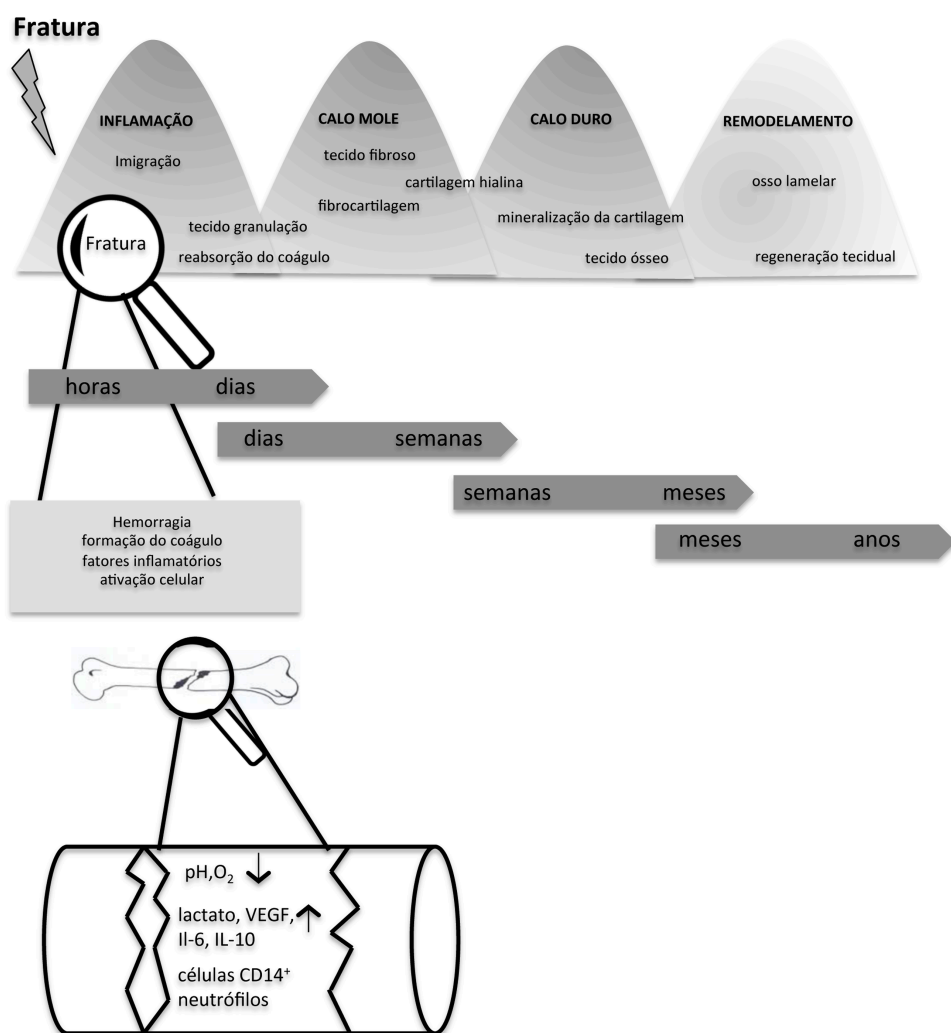 Fratura
INFLAMAÇÃO
Imigração
Fratura
tecido granulação
reabsorção do coágulo
CALO MOLE
tecido fibroso
cartilagem hialina
fibrocartilagem
CALO DURO
mineralização da cartilagem
tecido ósseo
REMODELAMENTO
osso lamelar
regeneração tecidual
horas dias
dias semanas
semanas meses
meses anos
Hemorragia
formação do coágulo
fatores inflamatórios
ativação celular
pH,O₂ ↓
lactato, VEGF, ↑
Il-6, IL-10
células CD14⁺
neutrófilos